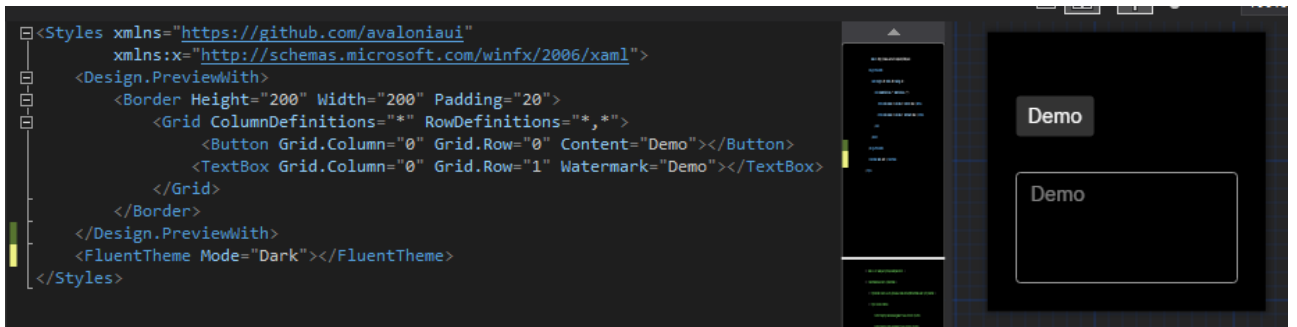 <Styles xmlns="https://github.com/avaloniaui"
xmlns:x="http://schemas.microsoft.com/winfx/2006/xaml">
<Design.PreviewWith>
<Border Height="200" Width="200" Padding="20">
<Grid ColumnDefinitions="*" RowDefinitions="*,*">
<Button Grid.Column="0" Grid.Row="0" Content="Demo"></Button>
<TextBox Grid.Column="0" Grid.Row="1" Watermark="Demo"></TextBox>
</Grid>
</Border>
</Design.PreviewWith>
<FluentTheme Mode="Dark"></FluentTheme>
</Styles>
Demo
Demo